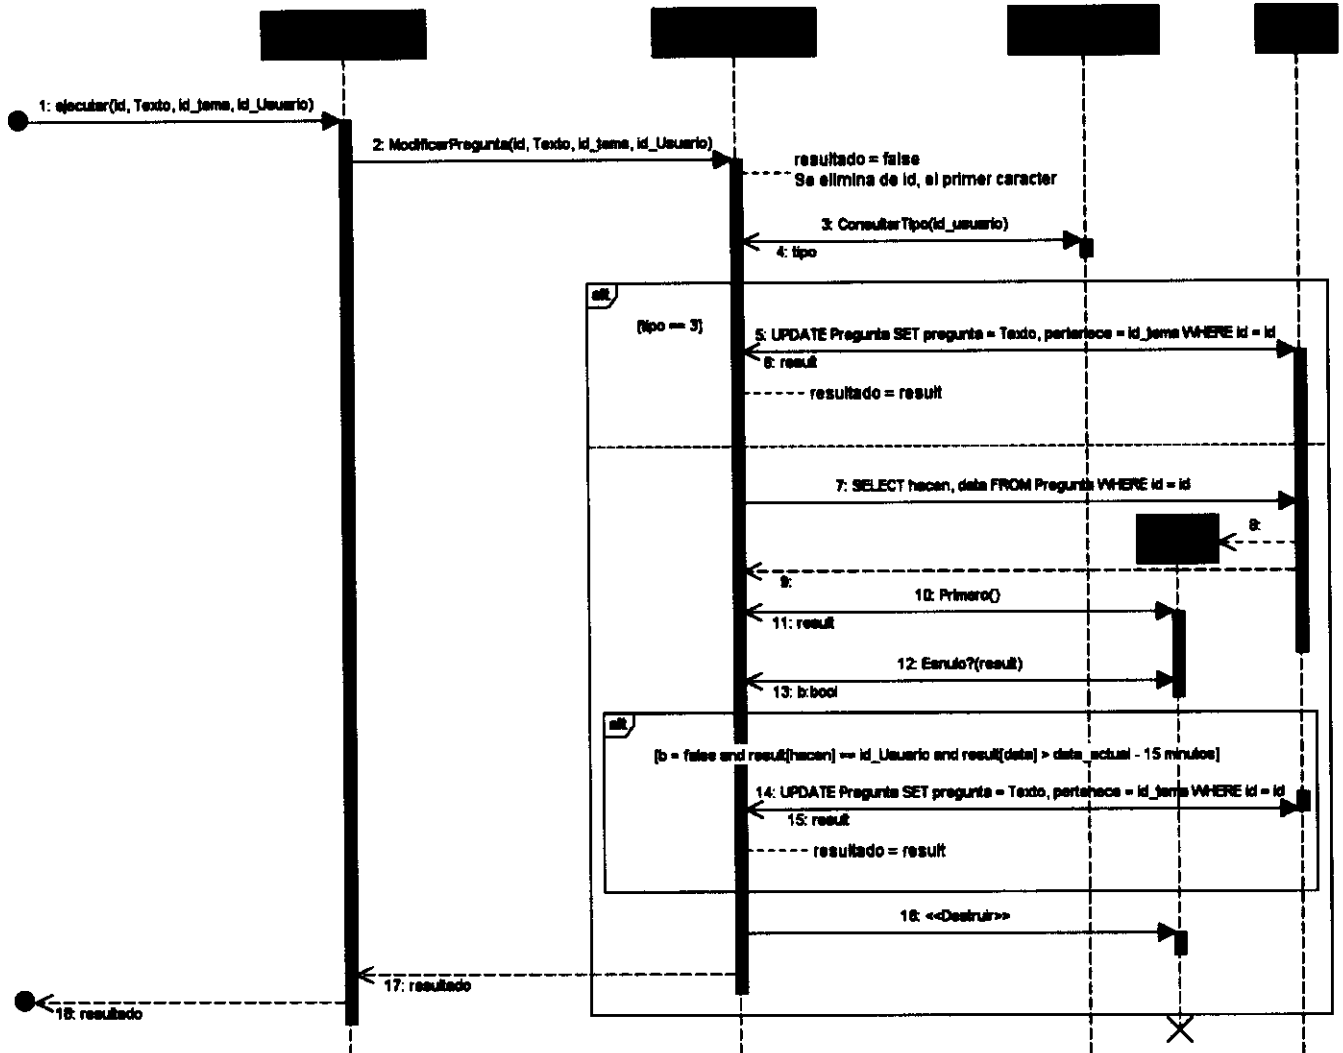 1: ejecutar(id, Texto, id_tema, id_Usuario)
2: ModificarPregunta(id, Texto, id_tema, id_Usuario)
resultado = false
Se elimina de id, el primer caracter
3: ConsultarTipo(id_usuario)
4: tipo
alt
[tipo == 3]
5: UPDATE Pregunta SET pregunta = Texto, pertenece = id_tema WHERE id = id
6: result
resultado = result
7: SELECT hacen, data FROM Pregunta WHERE id = id
8:
9:
10: Primero()
11: result
12: Esnulo?(result)
13: b:bool
alt
[b = false and result[hacen] == id_Usuario and result[data] > data_actual - 15 minutos]
14: UPDATE Pregunta SET pregunta = Texto, pertenece = id_tema WHERE id = id
15: result
resultado = result
16: <<Destruir>>
17: resultado
18: resultado